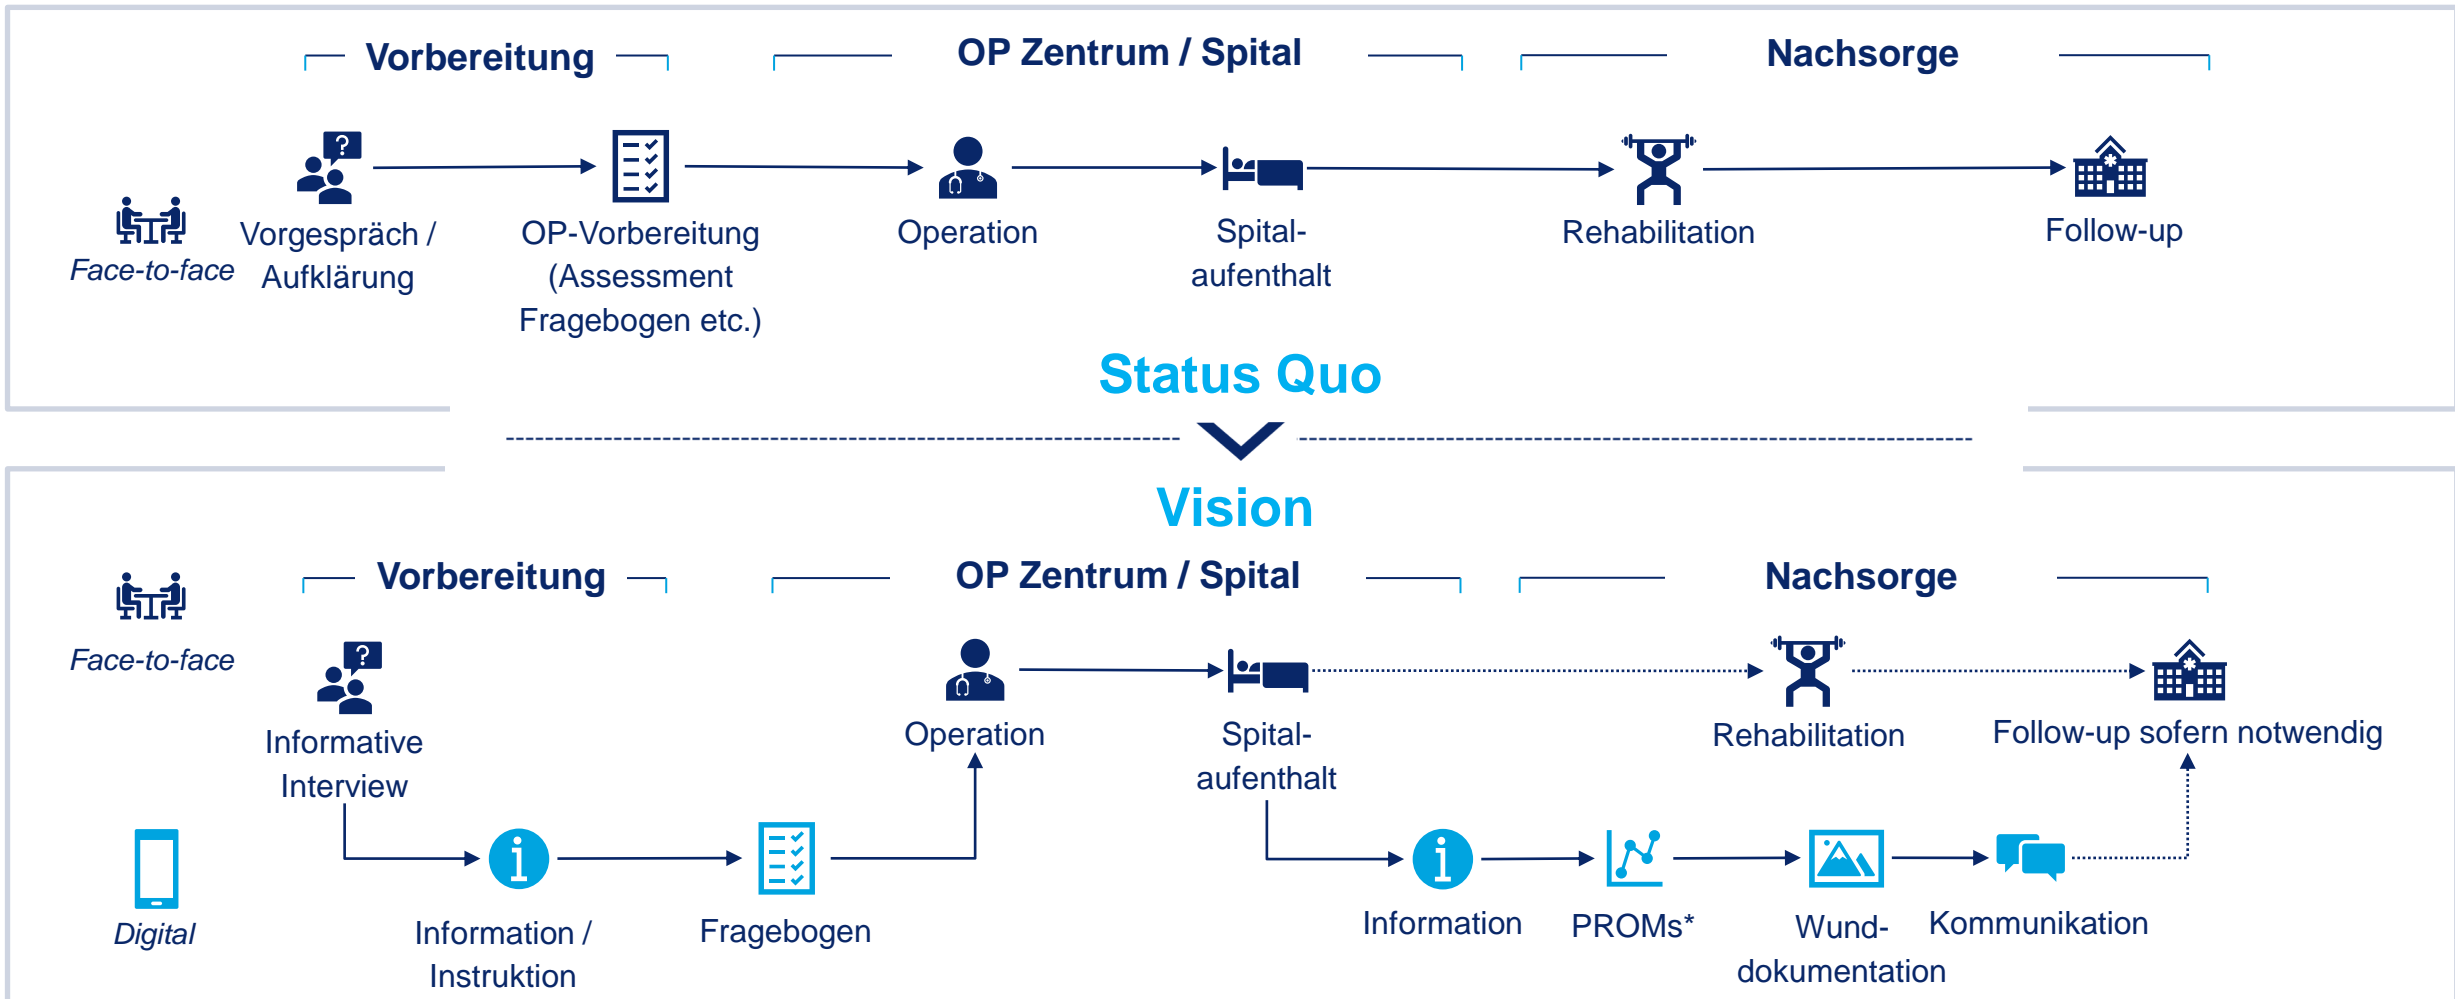 Vorbereitung
OP Zentrum / Spital
Nachsorge
?
Face-to-face
Vorgespräch /
Aufklärung
OP-Vorbereitung
(Assessment
Fragebogen etc.)
Operation
Spital-
aufenthalt
Rehabilitation
Follow-up
Status Quo
Vision
Vorbereitung
OP Zentrum / Spital
Nachsorge
Face-to-face
?
Informative
Interview
Operation
Spital-
aufenthalt
Rehabilitation
Follow-up sofern notwendig
Digital
i
Information /
Instruktion
Fragebogen
i
Information
PROMs*
Wund-
dokumentation
Kommunikation